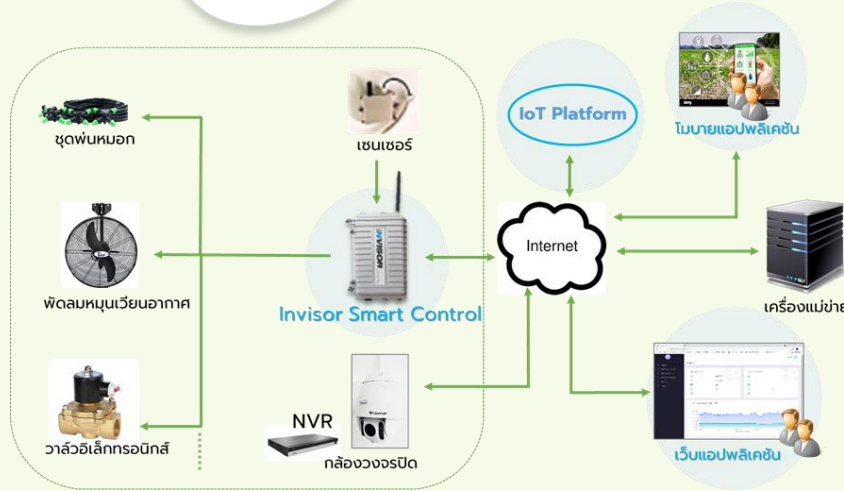 ชุดพ่นหมอก
เซนเซอร์
IoT Platform
โมบายแอปพลิเคชัน
พัดลมหมุนเวียนอากาศ
INVISOR
Invisor Smart Control
Internet
เครื่องแม่ข่าย
วาล์วอิเล็กทรอนิกส์
NVR
กล้องวงจรปิด
เว็บแอปพลิเคชัน